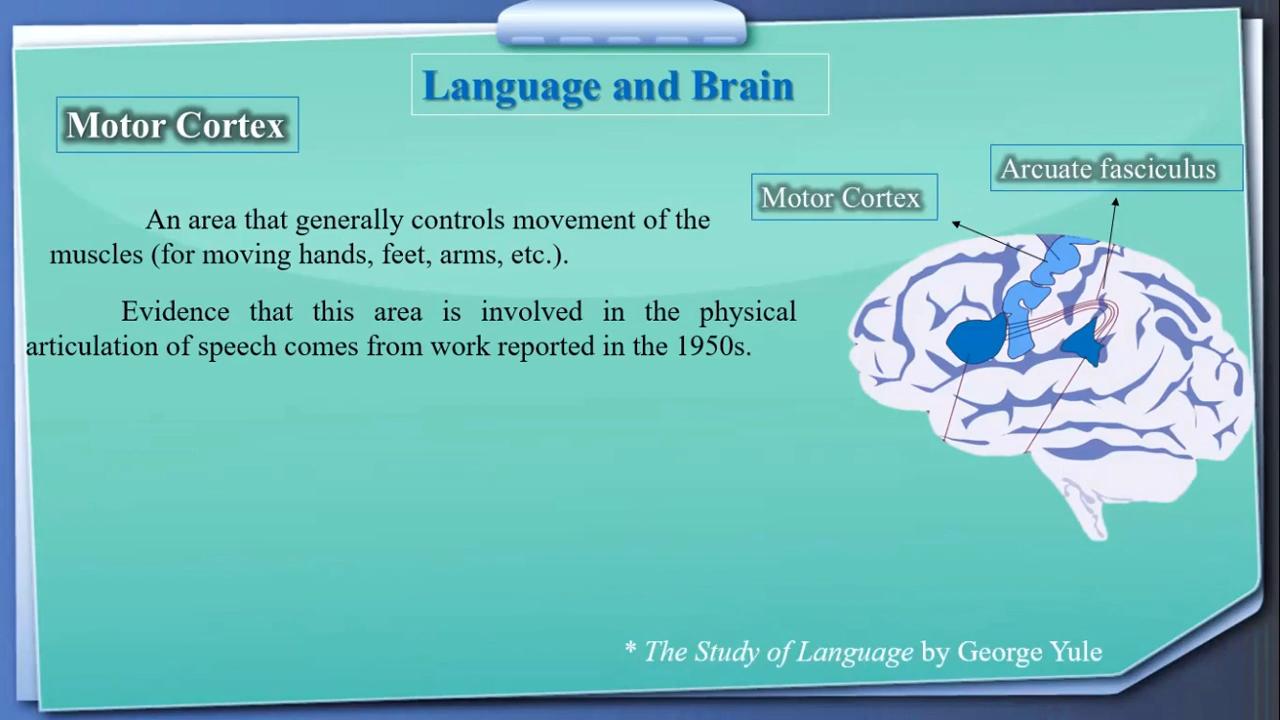 Language and Brain
Motor Cortex
Arcuate fasciculus
Motor Cortex
An area that generally controls movement of the
muscles (for moving hands, feet, arms, etc.).
Evidence that this area is involved in the physical
articulation of speech comes from work reported in the 1950s.
* The Study of Language by George Yule